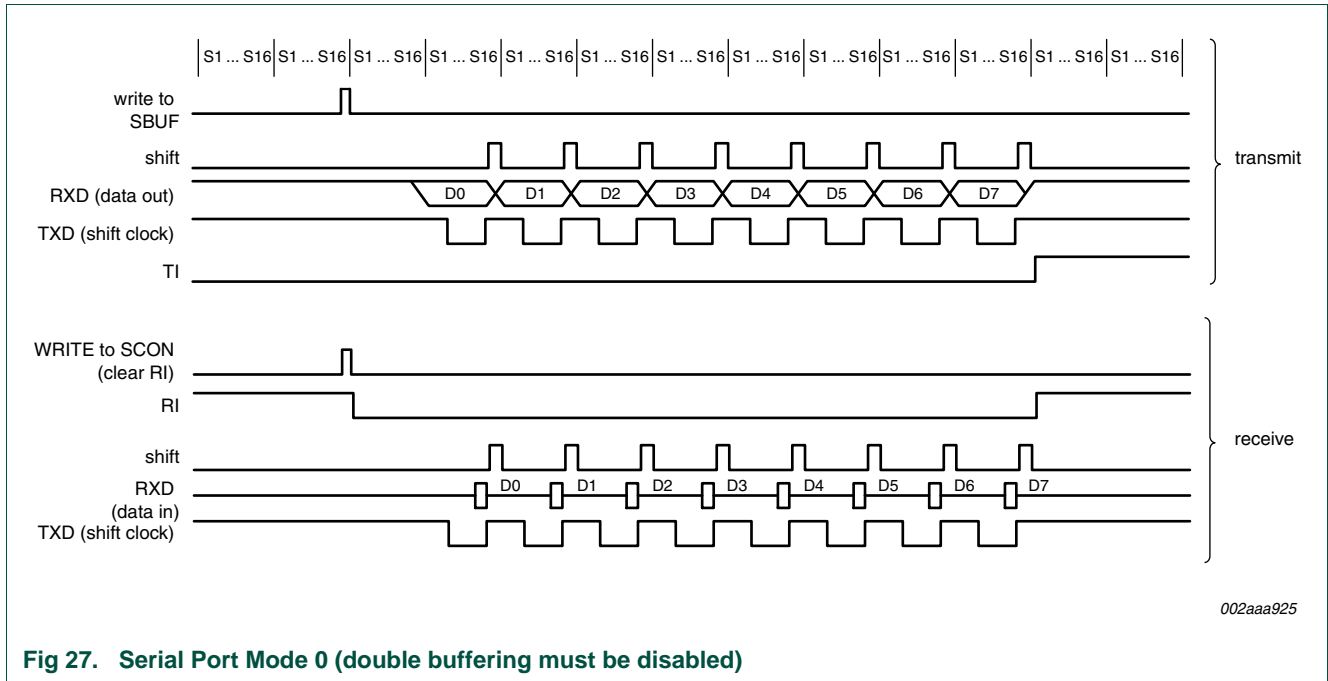 S1 ... S16 S1 ... S16 S1 ... S16 S1 ... S16 S1 ... S16 S1 ... S16 S1 ... S16 S1 ... S16 S1 ... S16 S1 ... S16 S1 ... S16 S1 ... S16 S1 ... S16
write to
SBUF
shift
transmit
RXD (data out)
D0 D1 D2 D3 D4 D5 D6 D7
TXD (shift clock)
TI
WRITE to SCON
(clear RI)
RI
receive
shift
RXD
(data in)
D0 D1 D2 D3 D4 D5 D6 D7
TXD (shift clock)
002aaa925
Fig 27. Serial Port Mode 0 (double buffering must be disabled)